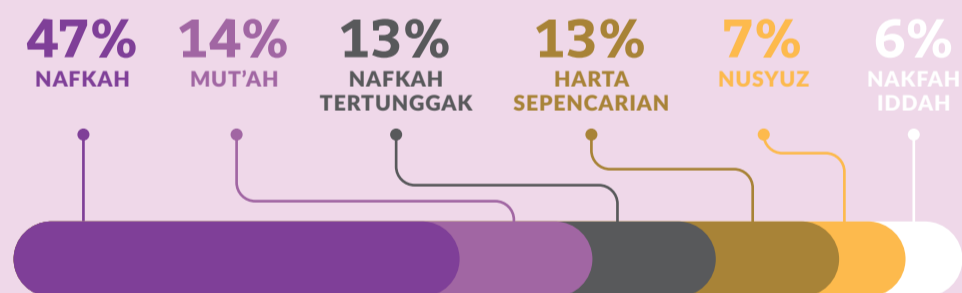 47%
NAFKAH
14%
MUT'AH
13%
NAFKAH
TERTUNGGAK
13%
HARTA
SEPENCARIAN
7%
NUSYUZ
6%
NAKFAH
IDDAH